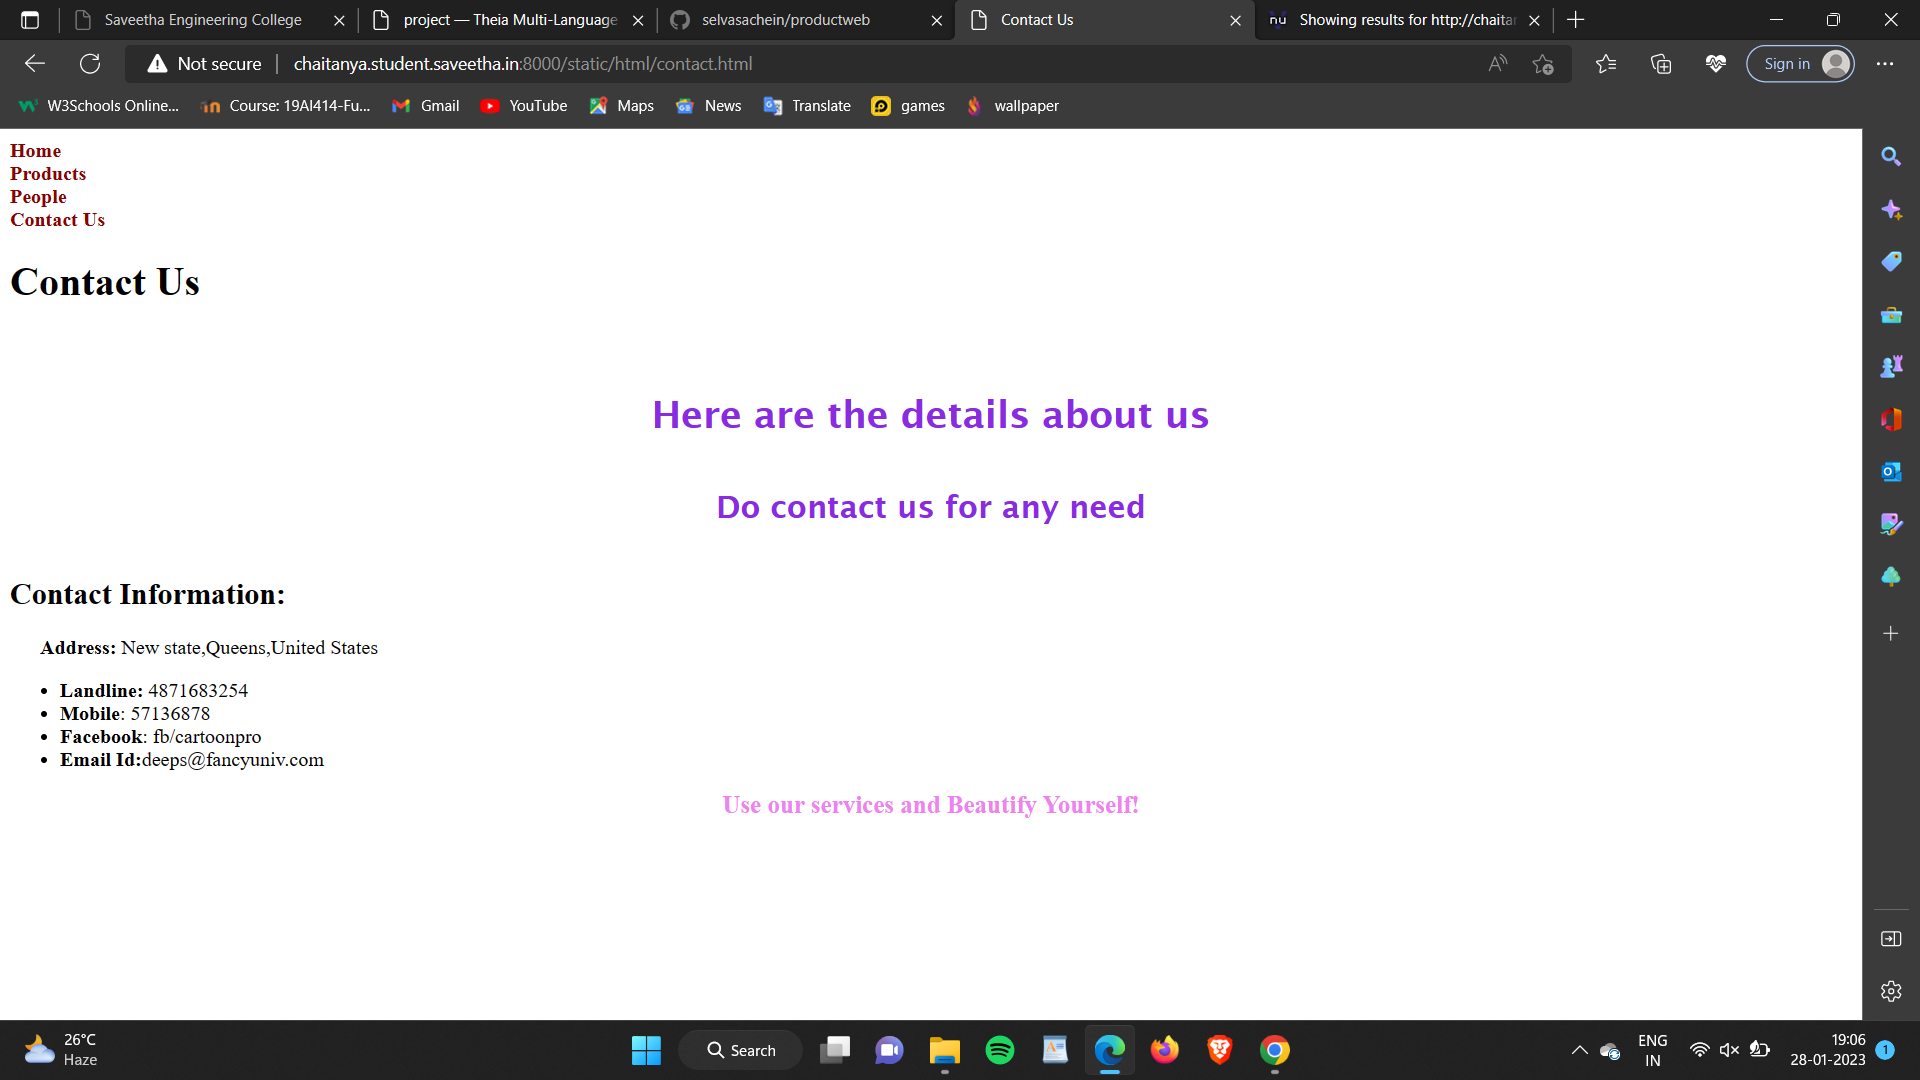 Saveetha Engineering College
project — Theia Multi-Language
selvasachein/productweb
Contact Us
nu Showing results for http://chaitan
Not secure chaitanya.student.saveetha.in:8000/static/html/contact.html
Sign in
W3Schools Online...
Course: 19AI414-Fu...
Gmail
YouTube
Maps
News
Translate
games
wallpaper
Home
Products
People
Contact Us
Contact Us
Here are the details about us
Do contact us for any need
Contact Information:
Address: New state,Queens,United States
Landline: 4871683254
Mobile: 57136878
Facebook: fb/cartoonpro
Email Id:deeps@fancyuniv.com
Use our services and Beautify Yourself!
26°C
Haze
Search
ENG
IN
19:06
28-01-2023
1